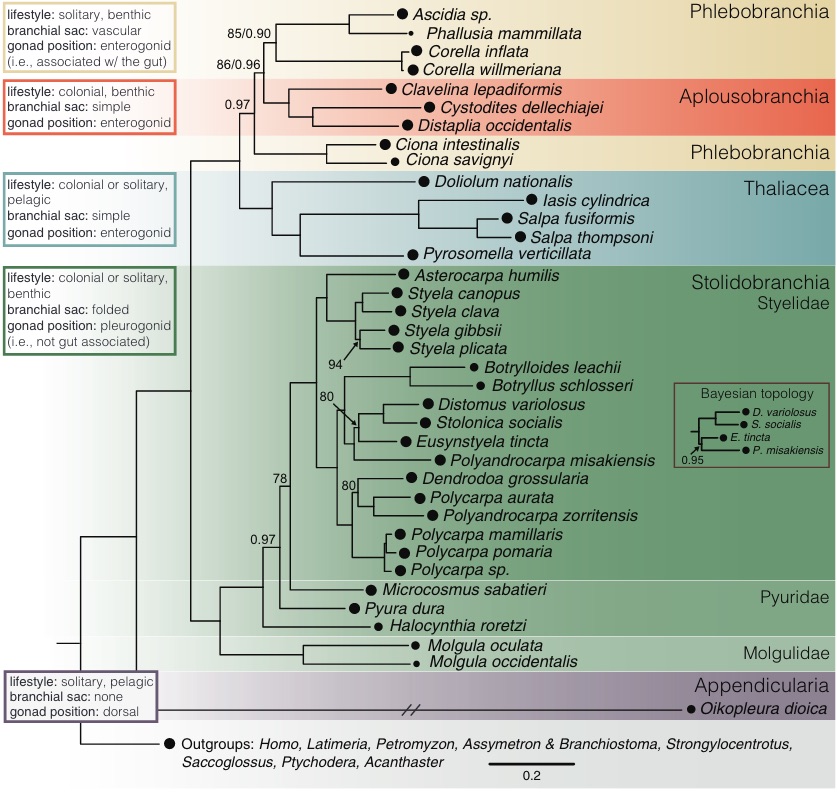 lifestyle: solitary, benthic
branchial sac: vascular
gonad position: enterogonid
(i.e., associated w/ the gut)
Phlebobranchia
85/0.90
86/0.96
0.97
Ascidia sp.
Phallusia mammillata
Corella inflata
Corella willmeriana
lifestyle: colonial, benthic
branchial sac: simple
gonad position: enterogonid
Clavelina lepadiformis
Cystodites dellechiajei
Distaplia occidentalis
Aplousobranchia
Ciona intestinalis
Ciona savignyi
Phlebobranchia
lifestyle: colonial or solitary,
pelagic
branchial sac: simple
gonad position: enterogonid
Doliolum nationalis
Iasis cylindrica
Salpa fusiformis
Salpa thompsoni
Pyrosomella verticillata
Thaliacea
lifestyle: colonial or solitary,
benthic
branchial sac: folded
gonad position: pleurogonid
(i.e., not gut associated)
Stolidobranchia
Styelidae
Asterocarpa humilis
Styela canopus
Styela clava
Styela gibbsii
Styela plicata
94
Botrylloides leachii
Botryllus schlosseri
80
Distomus variolosus
Stolonica socialis
Eusynstyela tincta
Polyandrocarpa misakiensis
Bayesian topology
D. variolosus
S. socialis
E. tincta
P. misakiensis
0.95
78
80
Dendrodoa grossularia
Polycarpa aurata
Polyandrocarpa zorritensis
Polycarpa mamillaris
Polycarpa pomaria
Polycarpa sp.
0.97
Microcosmus sabatieri
Pyura dura
Halocynthia roretzi
Pyuridae
Molgula oculata
Molgula occidentalis
Molgulidae
lifestyle: solitary, pelagic
branchial sac: none
gonad position: dorsal
Appendicularia
Oikopleura dioica
Outgroups: Homo, Latimeria, Petromyzon, Assymetron & Branchiostoma, Strongylocentrotus,
Saccoglossus, Ptychodera, Acanthaster
0.2